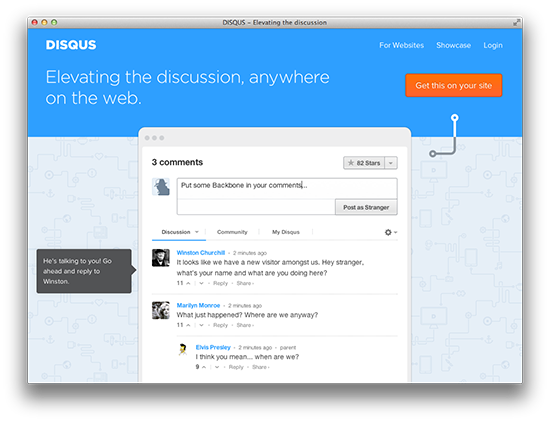 DISQUS – Elevating the discussion
DISQUS
For Websites Showcase Login
Elevating the discussion, anywhere
on the web.
Get this on your site
3 comments
82 Stars
Put some Backbone in your comments...
Post as Stranger
Discussion Community My Disqus
He's talking to you! Go
ahead and reply to
Winston.
Winston Churchill • 2 minutes ago
It looks like we have a new visitor amongst us. Hey stranger,
what's your name and what are you doing here?
11 Reply Share ›
Marilyn Monroe • 2 minutes ago
What just happened? Where are we anyway?
11 Reply Share ›
Elvis Presley • 2 minutes ago • parent
I think you mean... when are we?
9 Reply Share ›